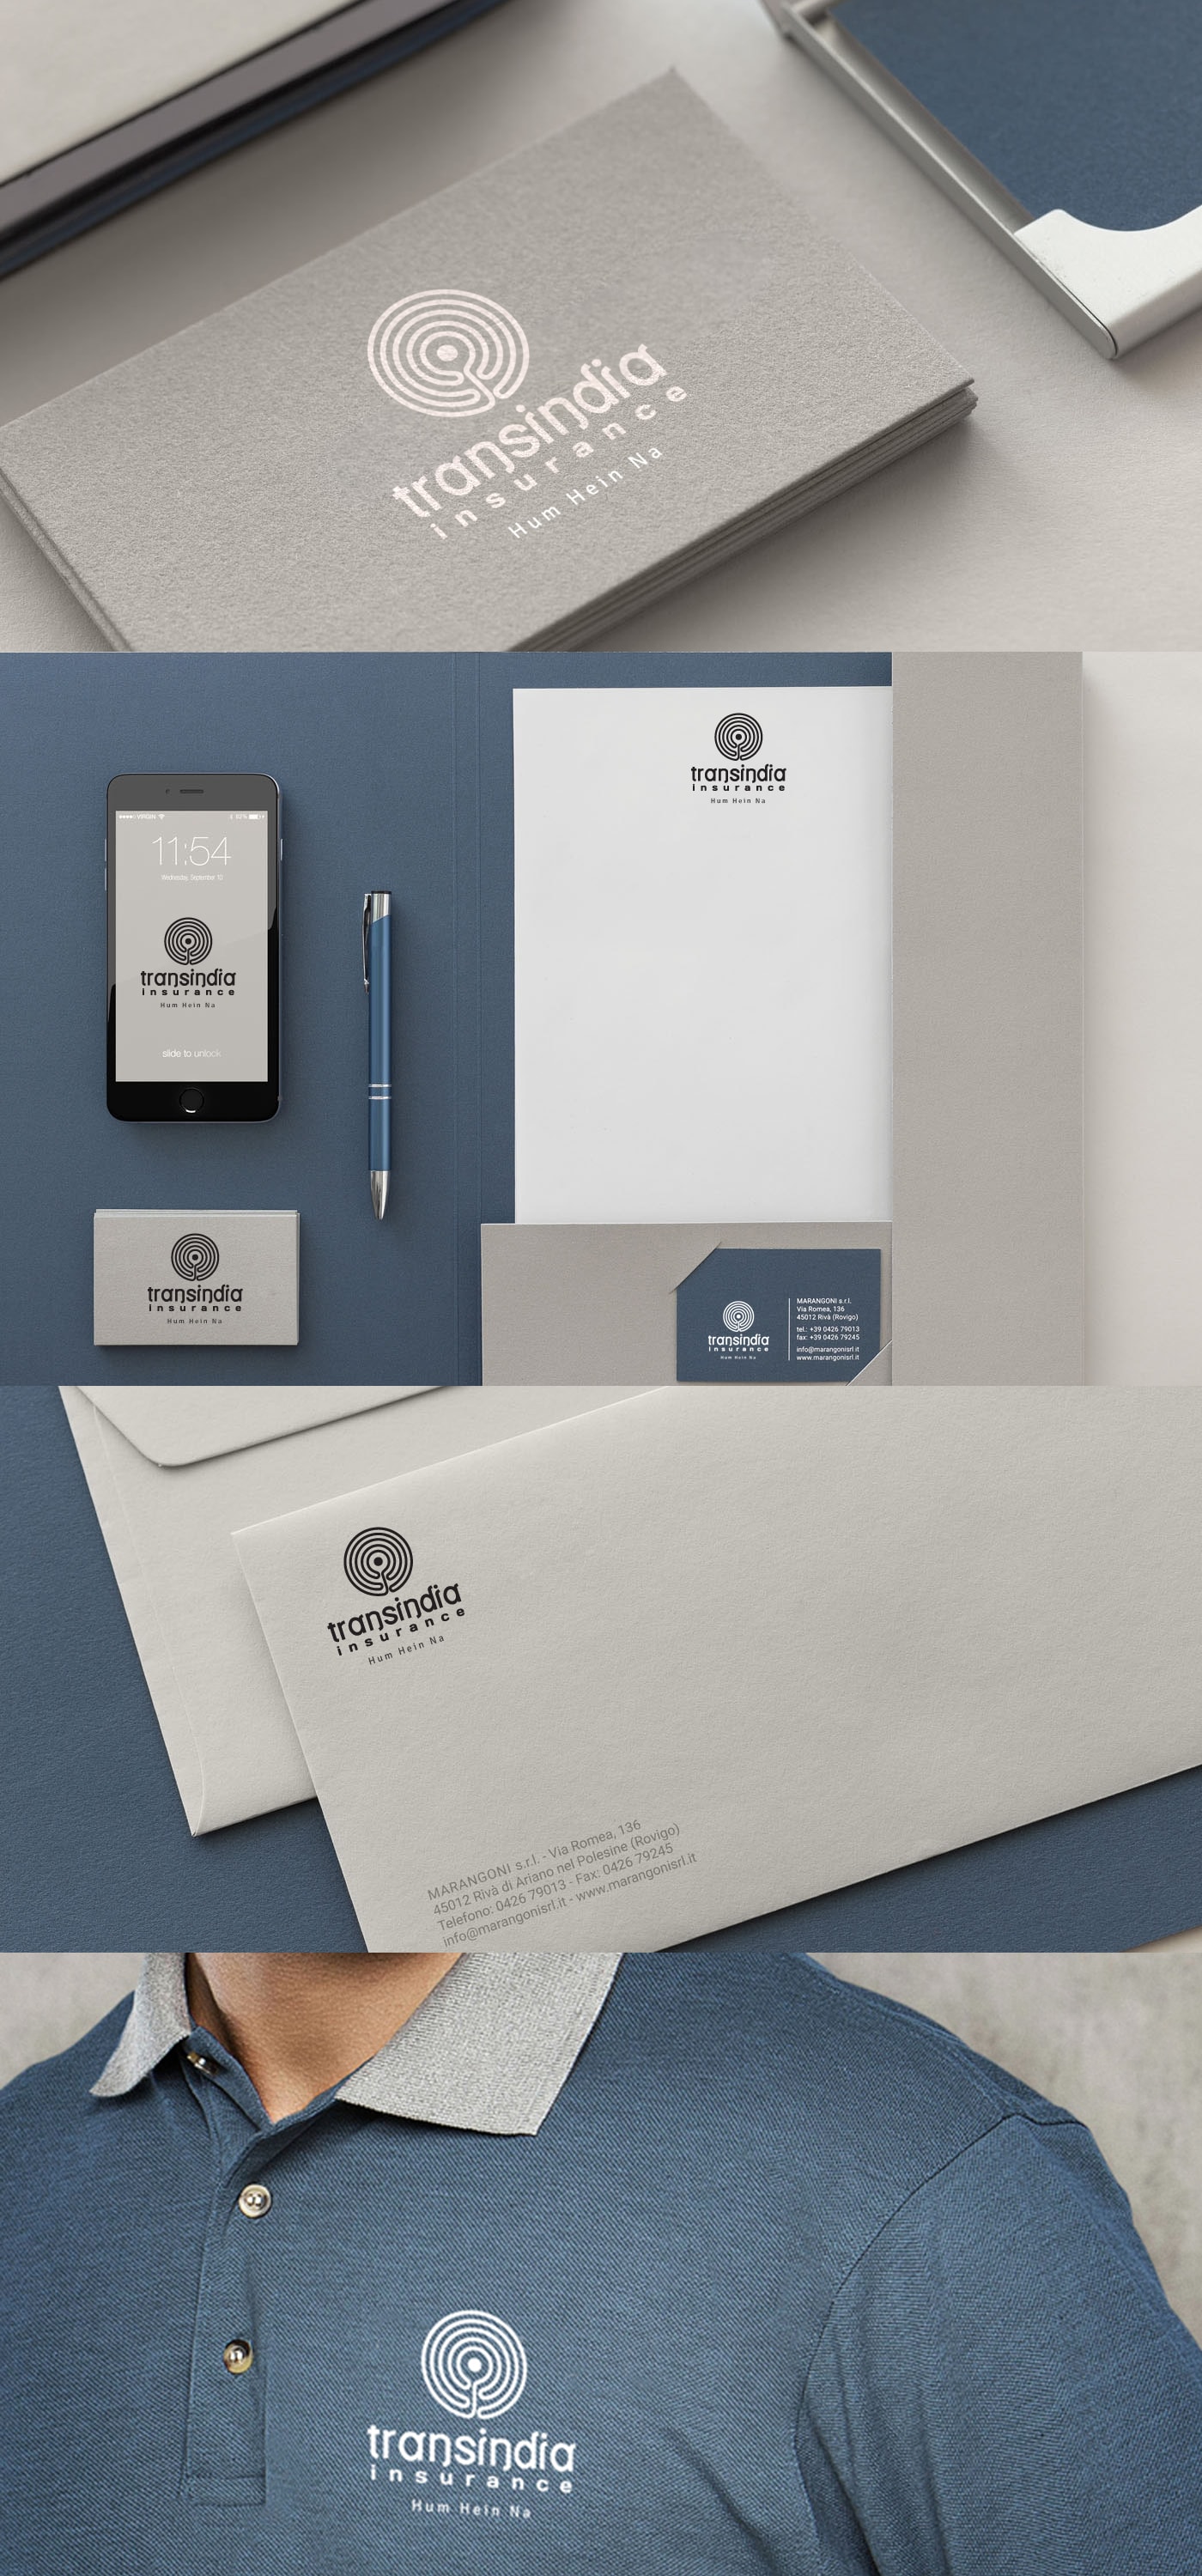 transindia
insurance
Hum Hein Na
transindia
insurance
Hum Hein Na
VIRGIN
82%
11:54
Wednesday, September 10
transindia
insurance
Hum Hein Na
slide to unlock
transindia
insurance
Hum Hein Na
transindia
insurance
Hum Hein Na
MARANGONI s.r.l.
Via Romea, 136
45012 Rivà (Rovigo)
tel.: +39 0426 79013
fax: +39 0426 79245
info@marangonisrl.it
www.marangonisrl.it
transindia
insurance
Hum Hein Na
MARANGONI s.r.l. - Via Romea, 136
45012 Rivà di Ariano nel Polesine (Rovigo)
Telefono: 0426 79013 - Fax: 0426 79245
info@marangonisrl.it - www.marangonisrl.it
transindia
insurance
Hum Hein Na